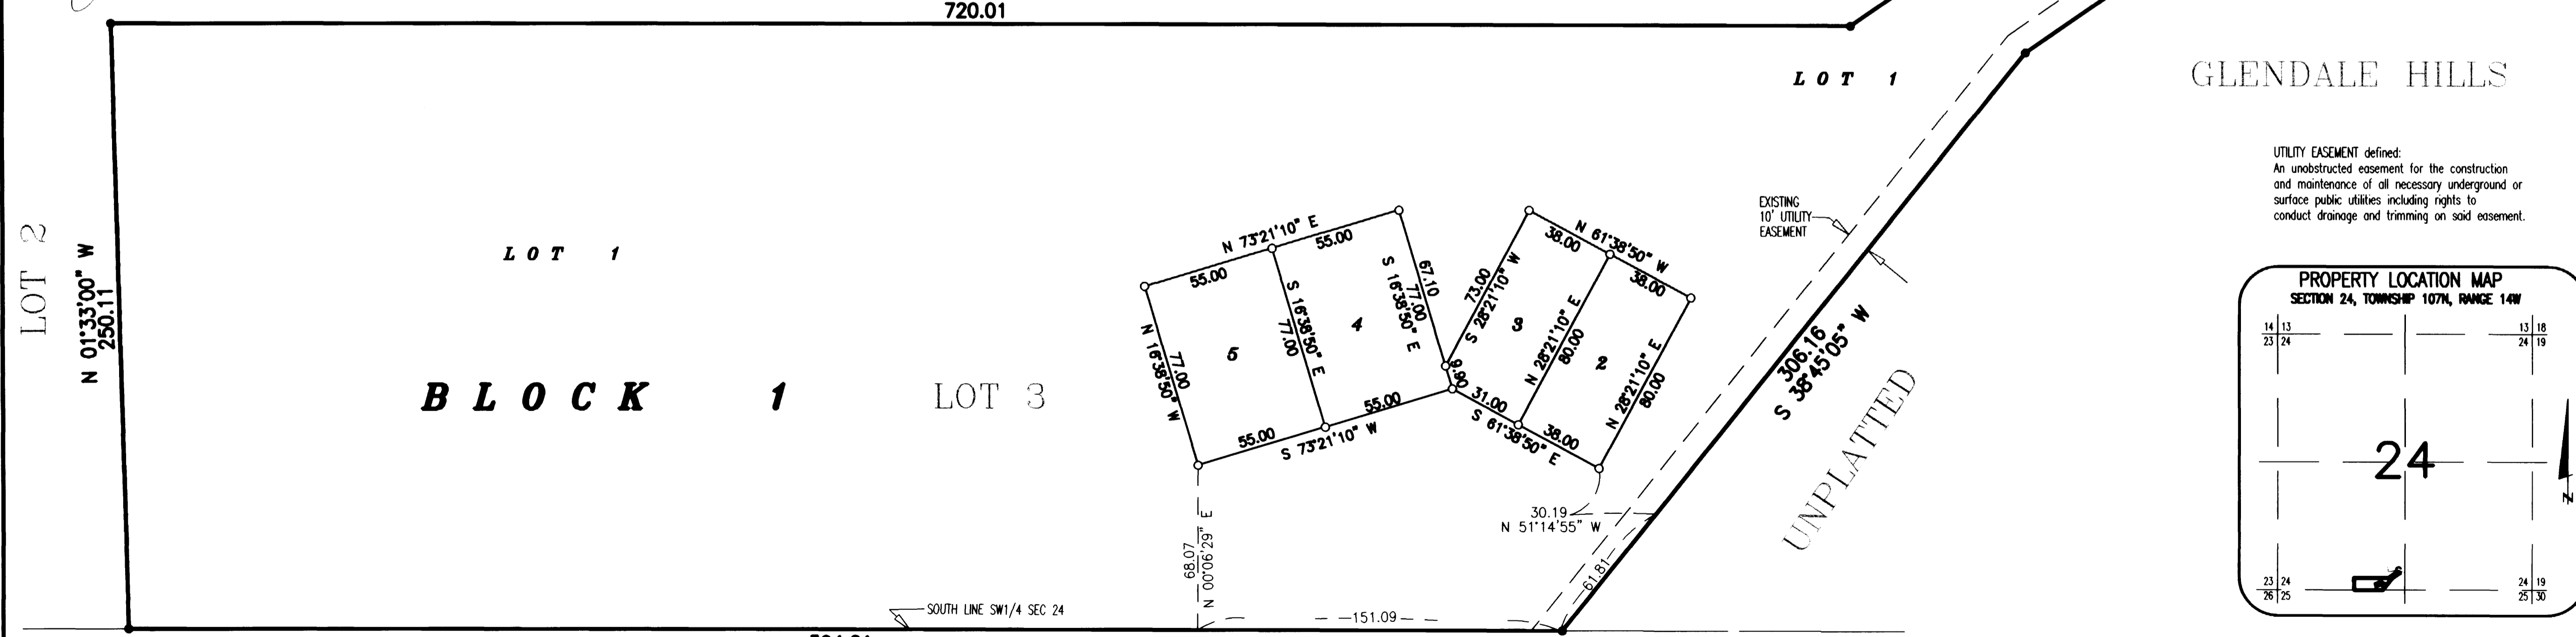 720.01
LOT 1
GLENDALE HILLS
UTILITY EASEMENT defined:
An unobstructed easement for the construction
and maintenance of all necessary underground or
surface public utilities including rights to
conduct drainage and trimming on said easement.
LOT 2
N 01°33'00" W
250.11
LOT 1
BLOCK 1
LOT 3
N 73°21'10" E
55.00
55.00
N 16°38'50" W
77.00
5
S 16°38'50" E
77.00
4
S 16°38'50" E
77.00
67.10
9.90
55.00
55.00
S 73°21'10" W
73.00
S 28°21'10" W
38.00
N 61°38'50" W
38.00
3
N 28°21'10" E
80.00
2
N 28°21'10" E
80.00
31.00
38.00
S 61°38'50" E
EXISTING
10' UTILITY
EASEMENT
306.16
S 38°45'05" W
UNPLATTED
30.19
N 51°14'55" W
61.81
68.07
N 00°06'29" E
151.09
SOUTH LINE SW1/4 SEC 24
PROPERTY LOCATION MAP
SECTION 24, TOWNSHIP 107N, RANGE 14W
14 13
23 24
13 18
24 19
24
23 24
26 25
24 19
25 30
N